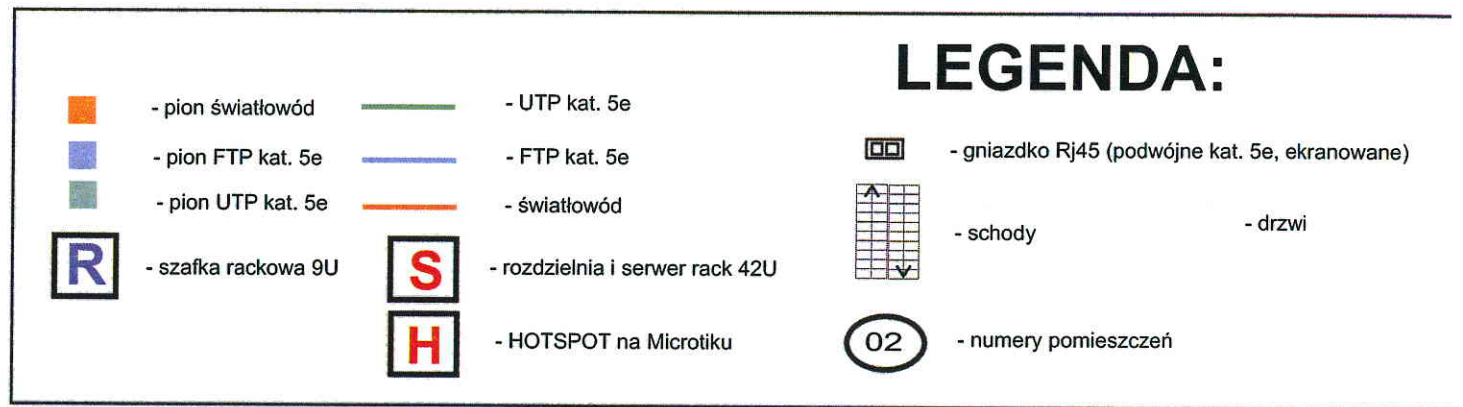 LEGENDA:
- pion światłowód
- UTP kat. 5e
- pion FTP kat. 5e
- FTP kat. 5e
- gniazdko Rj45 (podwójne kat. 5e, ekranowane)
- pion UTP kat. 5e
- światłowód
- schody
- drzwi
R - szafka rackowa 9U
S - rozdzielnia i serwer rack 42U
H - HOTSPOT na Microtiku
02 - numery pomieszczeń